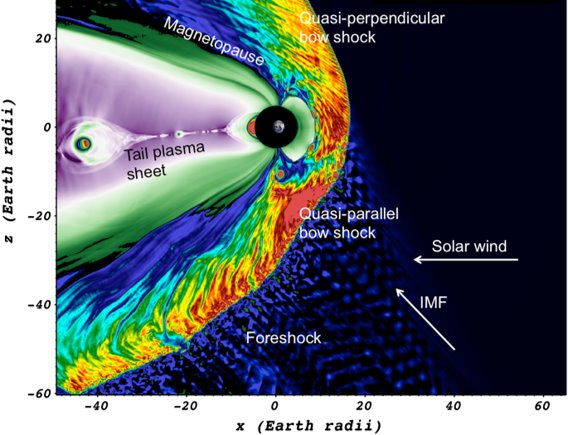 Quasi-perpendicular
bow shock
Magnetopause
20
0
Tail plasma
sheet
-20
Quasi-parallel
bow shock
Solar wind
IMF
-40
Foreshock
-60
z (Earth radii)
-40 -20 0 20 40 60
x (Earth radii)